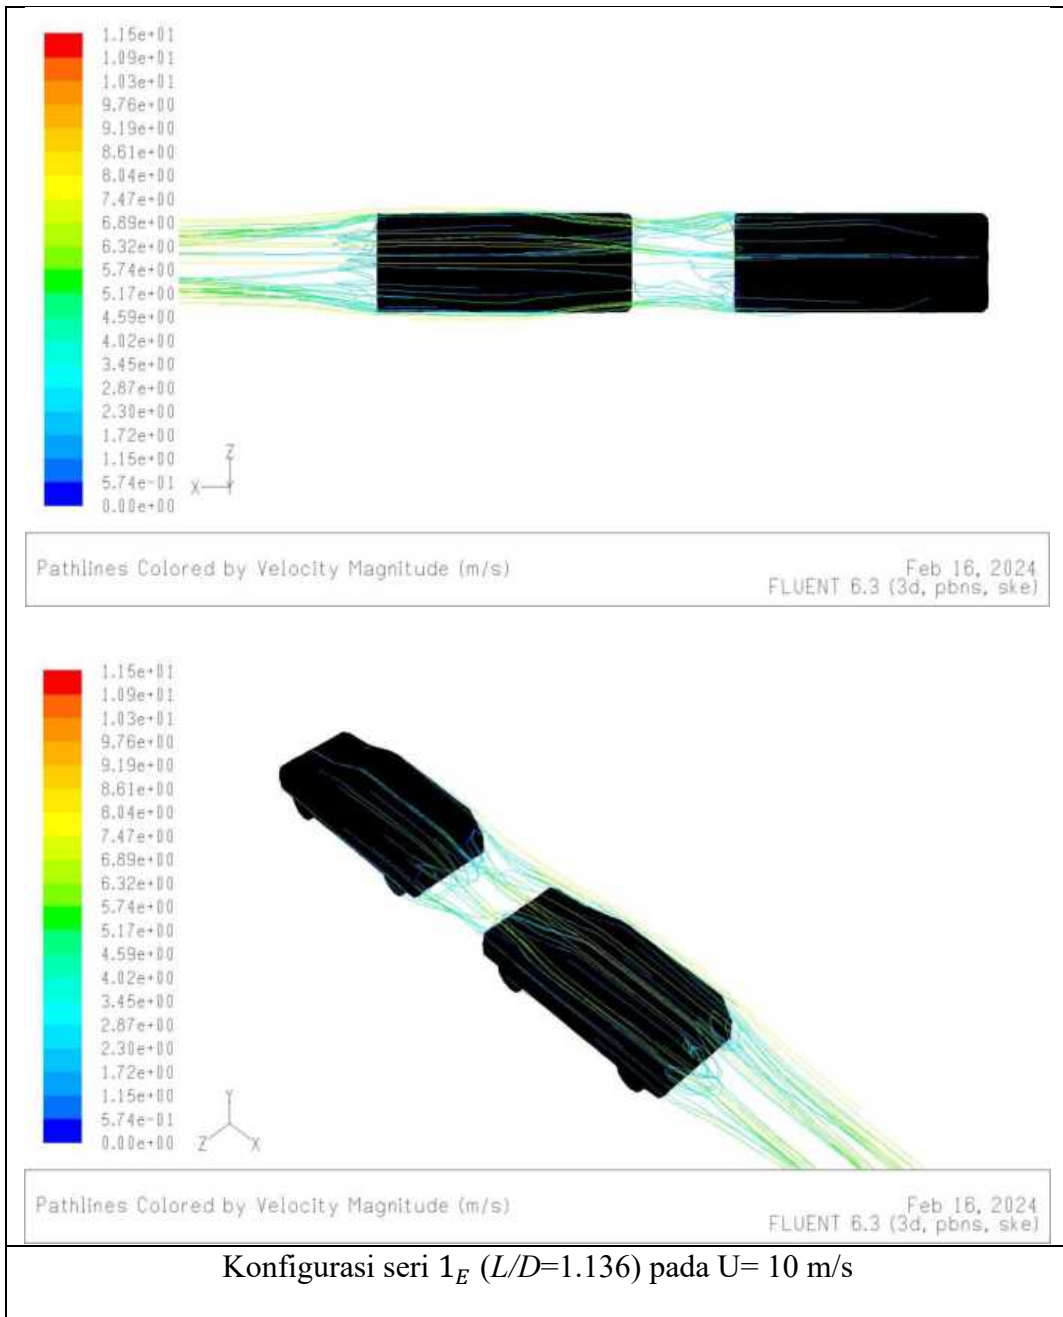 1.15e+01
1.09e+01
1.03e+01
9.76e+00
9.19e+00
8.61e+00
8.04e+00
7.47e+00
6.89e+00
6.32e+00
5.74e+00
5.17e+00
4.59e+00
4.02e+00
3.45e+00
2.87e+00
2.30e+00
1.72e+00
1.15e+00
5.74e-01
0.00e+00
Z
X
Y
Pathlines Colored by Velocity Magnitude (m/s)
Feb 16, 2024
FLUENT 6.3 (3d, pbns, ske)
1.15e+01
1.09e+01
1.03e+01
9.76e+00
9.19e+00
8.61e+00
8.04e+00
7.47e+00
6.89e+00
6.32e+00
5.74e+00
5.17e+00
4.59e+00
4.02e+00
3.45e+00
2.87e+00
2.30e+00
1.72e+00
1.15e+00
5.74e-01
0.00e+00
Y
Z
X
Pathlines Colored by Velocity Magnitude (m/s)
Feb 16, 2024
FLUENT 6.3 (3d, pbns, ske)
Konfigurasi seri 1E (L/D=1.136) pada U= 10 m/s